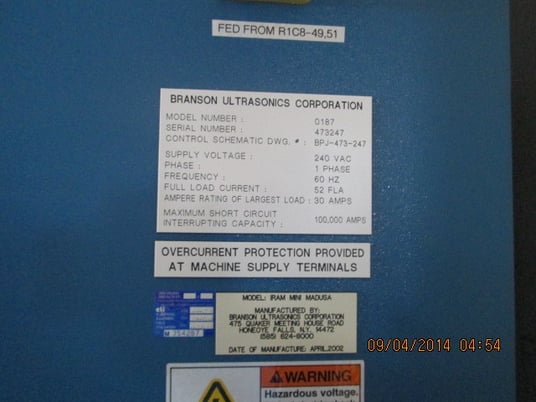 FED FROM R1C8-49,51
BRANSON ULTRASONICS CORPORATION
MODEL NUMBER : 0187
SERIAL NUMBER : 473247
CONTROL SCHEMATIC DWG. # : BPJ-473-247
SUPPLY VOLTAGE : 240 VAC
PHASE : 1 PHASE
FREQUENCY : 60 HZ
FULL LOAD CURRENT : 52 FLA
AMPERE RATING OF LARGEST LOAD : 30 AMPS
MAXIMUM SHORT CIRCUIT
INTERRUPTING CAPACITY : 100,000 AMPS
OVERCURRENT PROTECTION PROVIDED
AT MACHINE SUPPLY TERMINALS
MODEL: IRAM MINI MADUSA
MANUFACTURED BY:
BRANSON ULTRASONICS CORPORATION
475 QUAKER MEETING HOUSE ROAD
HONEOYE FALLS, N.Y. 14472
(585) 624-8000
DATE OF MANUFACTURE: APRIL,2002
etl
09/04/2014 04:54
WARNING
Hazardous voltage.